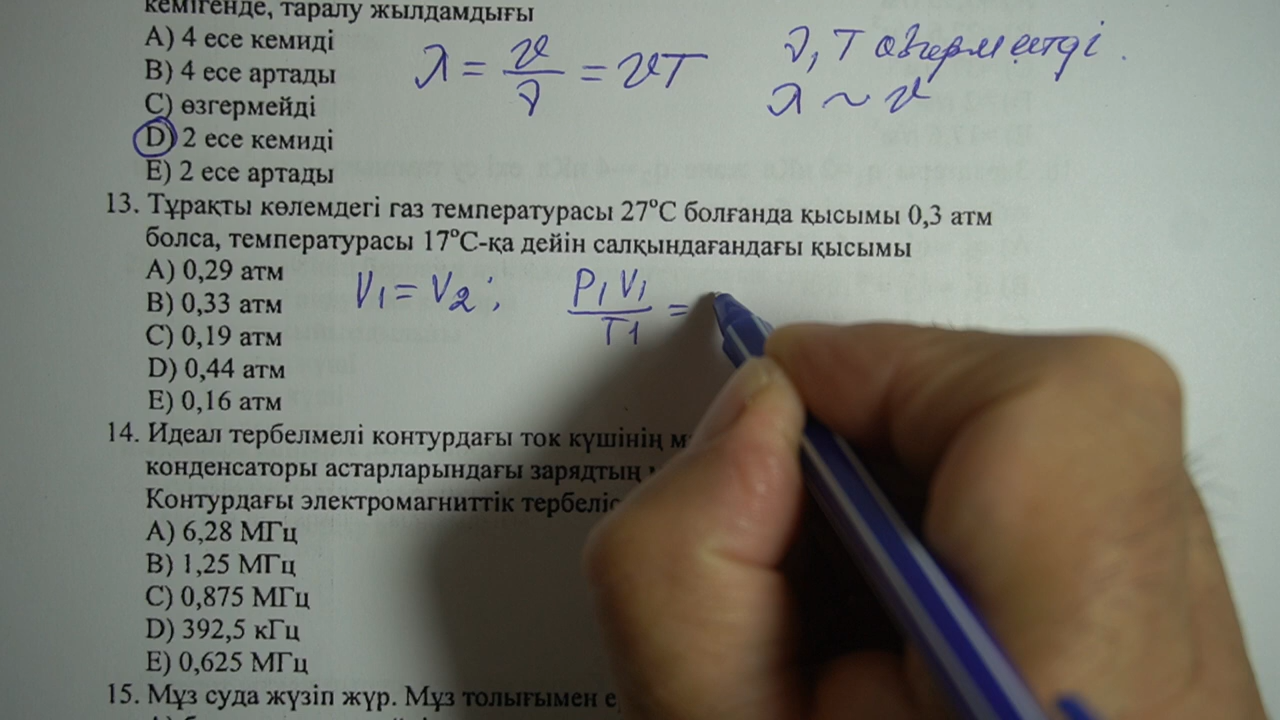 кемігенде, таралу жылдамдығы
A) 4 есе кемиді
B) 4 есе артады
C) өзгермейді
D) 2 есе кемиді
E) 2 есе артады
λ = υ/ν = υT
ν, T өзгермейді.
λ ~ υ
13. Тұрақты көлемдегі газ температурасы 27°C болғанда қысымы 0,3 атм
болса, температурасы 17°C-қа дейін салқындағандағы қысымы
A) 0,29 атм
B) 0,33 атм
C) 0,19 атм
D) 0,44 атм
E) 0,16 атм
V1 = V2; P1V1/T1 =
14. Идеал тербелмелі контурдағы ток күшінің
конденсаторы астарларындағы зарядтың
Контурдағы электромагниттік
A) 6,28 МГц
B) 1,25 МГц
C) 0,875 МГц
D) 392,5 кГц
E) 0,625 МГц
15. Мұз суда жүзіп жүр. Мұз толығымен